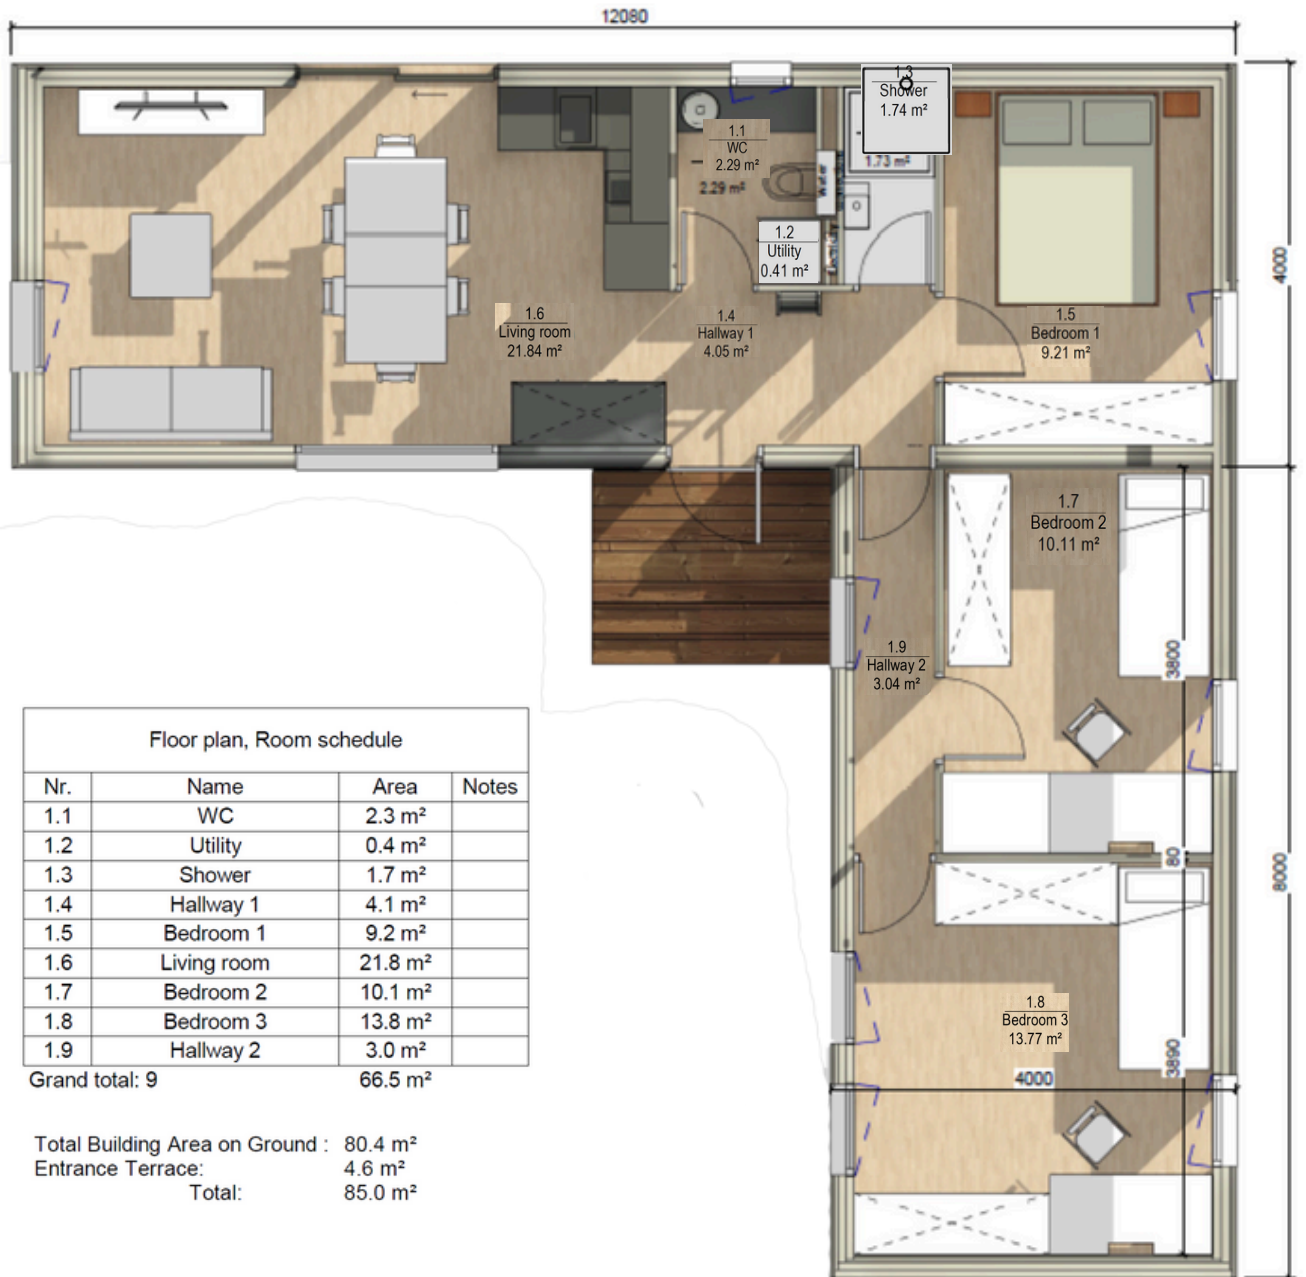 12080
1.3
Shower
1.74 m²
1.73 m²
1.1
WC
2.29 m²
2.29 m²
Water
1.2
Utility
0.41 m²
Electricity
4000
1.6
Living room
21.84 m²
1.4
Hallway 1
4.05 m²
1.5
Bedroom 1
9.21 m²
1.7
Bedroom 2
10.11 m²
3800
1.9
Hallway 2
3.04 m²
80
8000
1.8
Bedroom 3
13.77 m²
3890
4000
Floor plan, Room schedule
Nr. Name Area Notes
1.1 WC 2.3 m²
1.2 Utility 0.4 m²
1.3 Shower 1.7 m²
1.4 Hallway 1 4.1 m²
1.5 Bedroom 1 9.2 m²
1.6 Living room 21.8 m²
1.7 Bedroom 2 10.1 m²
1.8 Bedroom 3 13.8 m²
1.9 Hallway 2 3.0 m²
Grand total: 9 66.5 m²
Total Building Area on Ground : 80.4 m²
Entrance Terrace: 4.6 m²
Total: 85.0 m²